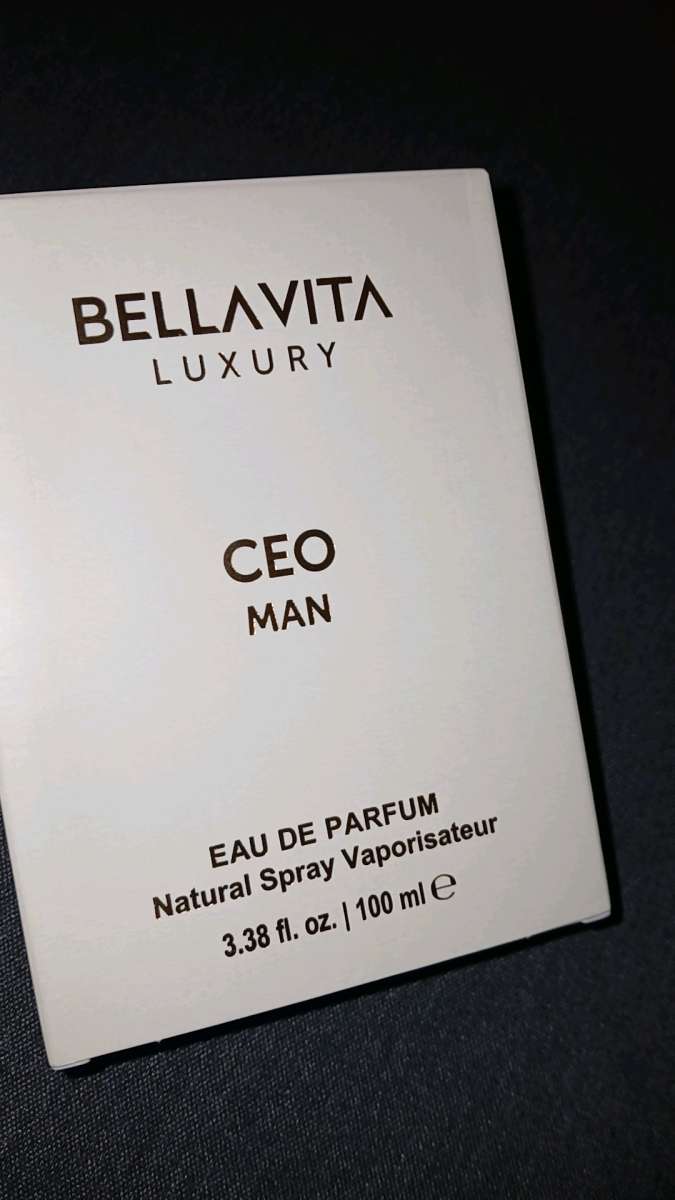 BELLAVITA
LUXURY
CEO
MAN
EAU DE PARFUM
Natural Spray Vaporisateur
3.38 fl. oz. | 100 ml ℮